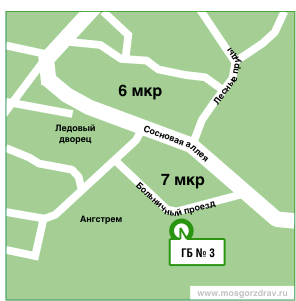 Лесные пруды
6 мкр
Сосновая аллея
Ледовый
дворец
7 мкр
Больничный проезд
Ангстрем
ГБ № 3
www.mosgorzdrav.ru